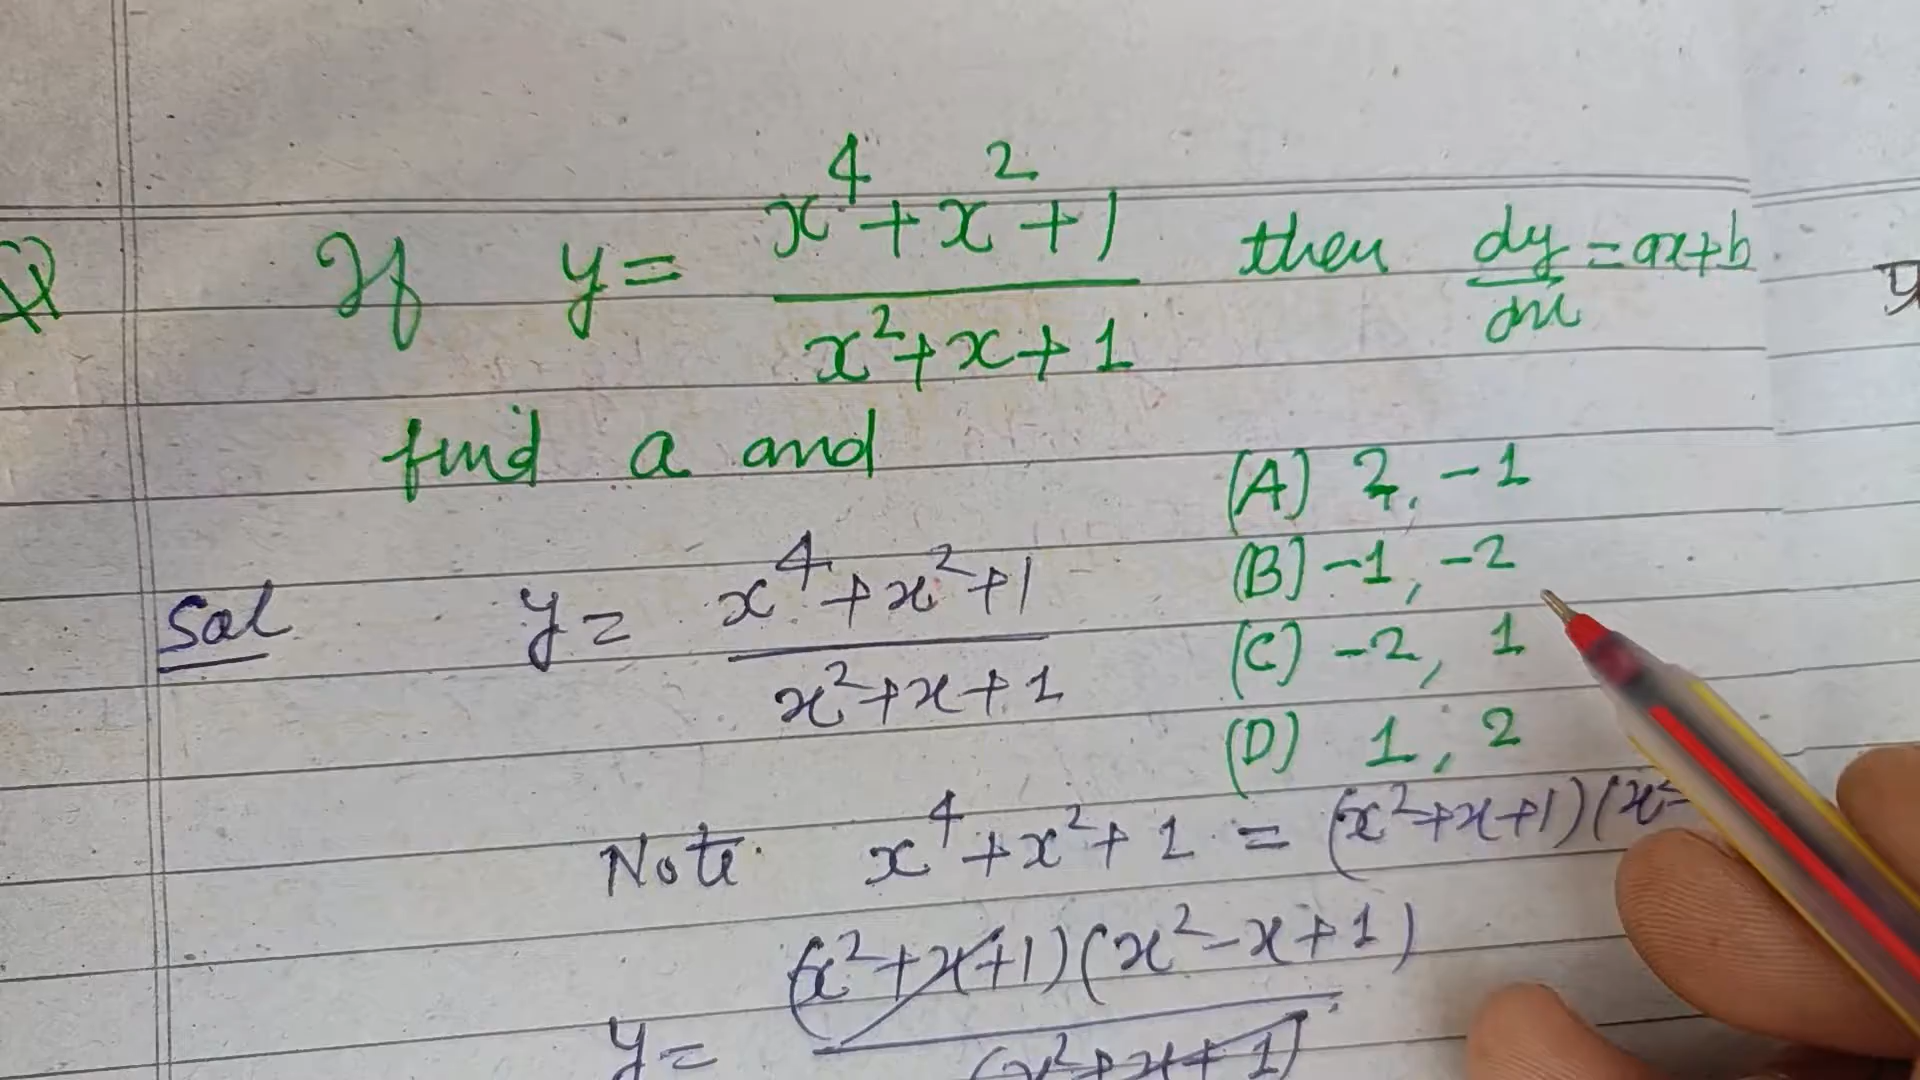 Q If y = x⁴+x²+1 / x²+x+1 then dy/dx = ax+b
find a and
(A) 2, -1
(B) -1, -2
(C) -2, 1
(D) 1, 2
Sol y = x⁴+x²+1 / x²+x+1
Note x⁴+x²+1 = (x²+x+1)(x²-
y = (x²+x+1)(x²-x+1) / (x²+x+1)